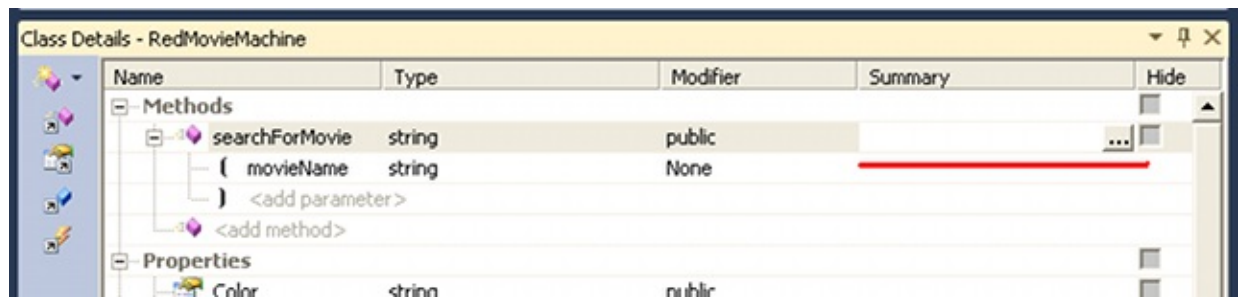 Class Details - RedMovieMachine
Name Type Modifier Summary Hide
Methods
searchForMovie string public ...
( movieName string None
) <add parameter>
<add method>
Properties
Color string public